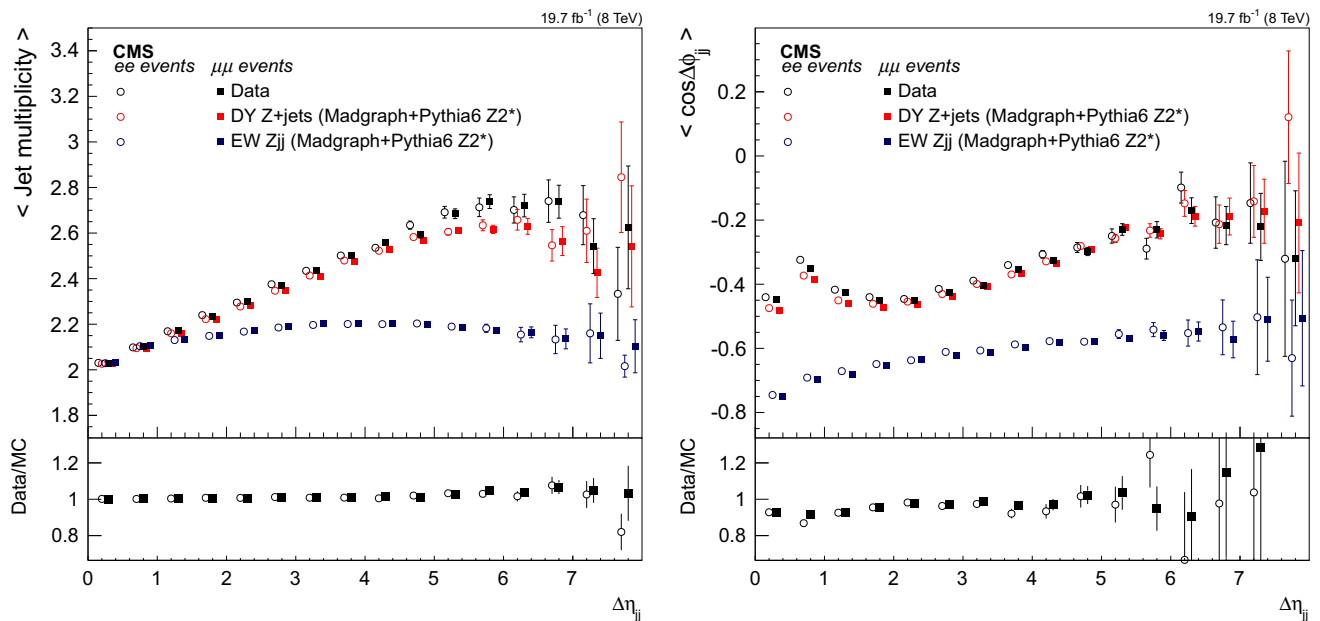 19.7 fb⁻¹ (8 TeV)
< Jet multiplicity >
3.4
3.2
3
2.8
2.6
2.4
2.2
2
1.8
CMS
ee events μμ events
Data
DY Z+jets (Madgraph+Pythia6 Z2*)
EW Zjj (Madgraph+Pythia6 Z2*)
Data/MC
1.2
1
0.8
0 1 2 3 4 5 6 7
Δη_jj
19.7 fb⁻¹ (8 TeV)
< cosΔϕ_jj >
0.2
0
-0.2
-0.4
-0.6
-0.8
CMS
ee events μμ events
Data
DY Z+jets (Madgraph+Pythia6 Z2*)
EW Zjj (Madgraph+Pythia6 Z2*)
Data/MC
1.2
1
0.8
0 1 2 3 4 5 6 7
Δη_jj